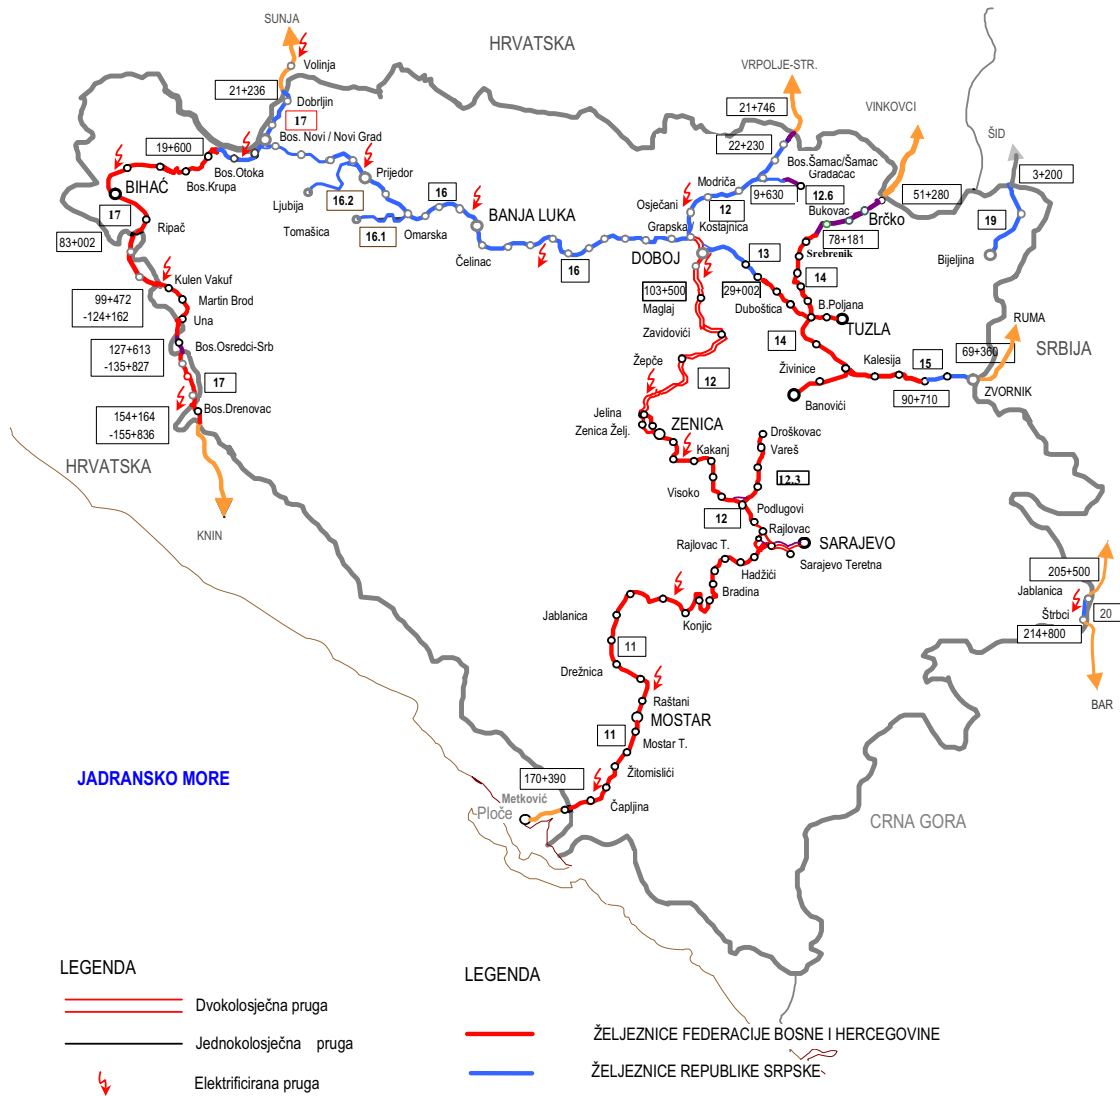 SUNJA
HRVATSKA
Volinja
VRPOLJE-STR.
21+236
21+746
VINKOVCI
Dobrljin
17
ŠID
Bos. Novi / Novi Grad
19+600
22+230
Bos.Otoka
Bos.Šamac/Šamac
Gradacac
3+200
Bos.Krupa
Prijedor
Modriča
BIHAĆ
9+630
12.6
51+280
Ljubija
16.2
16
Osječani
12
Bukovac
Brčko
17
BANJA LUKA
19
Ripač
Tomašica
16.1
Omarska
Grapska
Kostajnica
78+181
83+002
Čelinac
DOBOJ
13
Srebrenik
Bijeljina
16
14
Kulen Vakuf
103+500
29+002
99+472
-124+162
Martin Brod
Maglaj
Duboštica
B.Poljana
RUMA
Una
Zavidovići
TUZLA
127+613
-135+827
Bos.Osredci-Srb
14
69+360
SRBIJA
Žepče
Kalesija
15
17
12
Živinice
ZVORNIK
90+710
Banovići
154+164
-155+836
Bos.Drenovac
Jelina
Zenica Želj.
ZENICA
Droškovac
HRVATSKA
Kakanj
Vareš
12.3
Visoko
KNIN
12
Podlugovi
Rajlovac
Rajlovac T.
SARAJEVO
Sarajevo Teretna
Hadžići
205+500
Bradina
Jablanica
Jablanica
Štrbci
20
Konjic
214+800
11
Drežnica
Raštani
BAR
MOSTAR
11
Mostar T.
JADRANSKO MORE
170+390
Žitomislići
Metković
Ploče
Čapljina
CRNA GORA
LEGENDA
Dvokolosječna pruga
Jednokolosječna pruga
Elektrificirana pruga
LEGENDA
ŽELJEZNICE FEDERACIJE BOSNE I HERCEGOVINE
ŽELJEZNICE REPUBLIKE SRPSKE